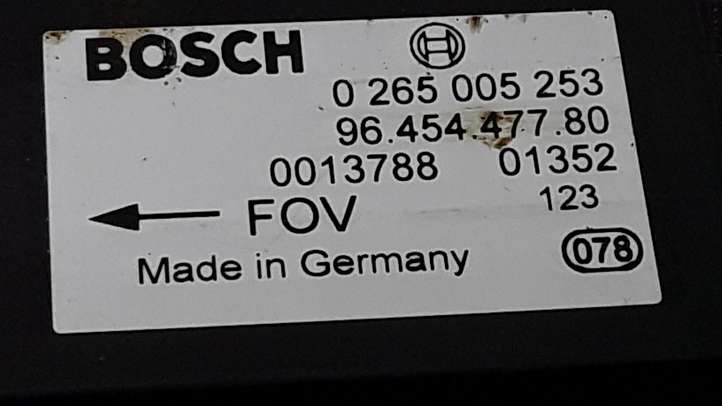 BOSCH
0 265 005 253
96.454.477.80
0013788 01352
FOV 123
Made in Germany 078